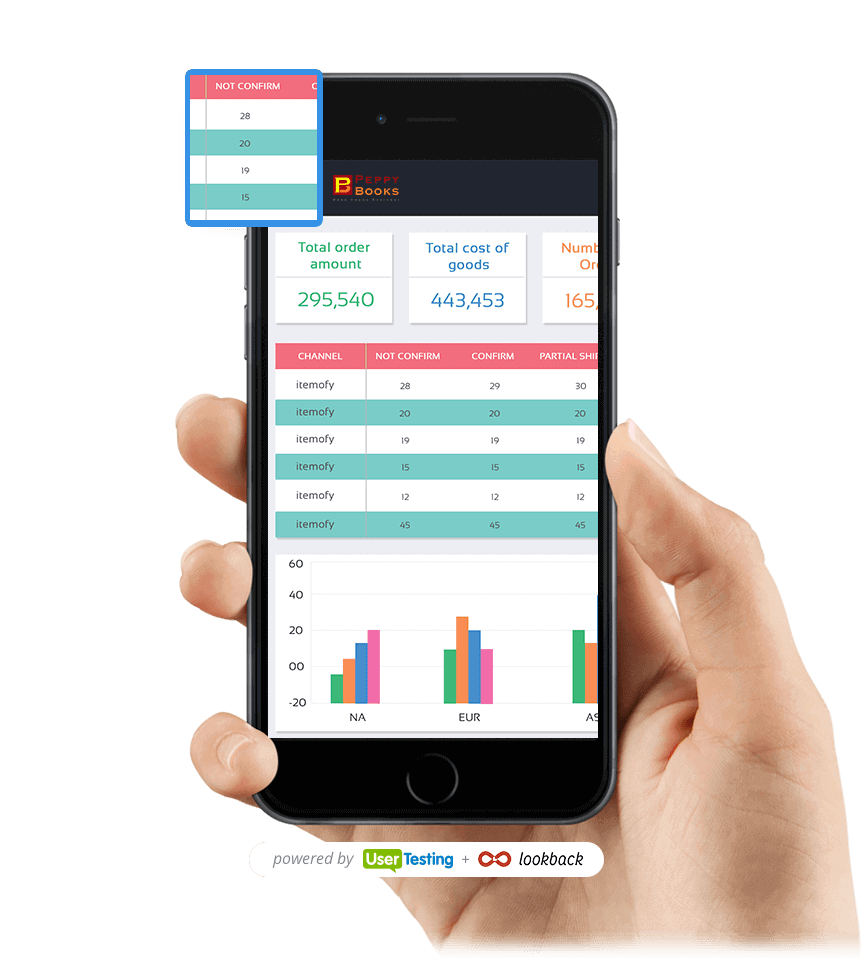 NOT CONFIRM C
28
20
19
15
PEPPY
BOOKS
Total order
amount
295,540
Total cost of
goods
443,453
Numb
Or
165,
CHANNEL NOT CONFIRM CONFIRM PARTIAL SHI
itemofy 28 29 30
itemofy 20 20 20
itemofy 19 19 19
itemofy 15 15 15
itemofy 12 12 12
itemofy 45 45 45
60
40
20
00
-20
NA EUR AS
powered by UserTesting + lookback